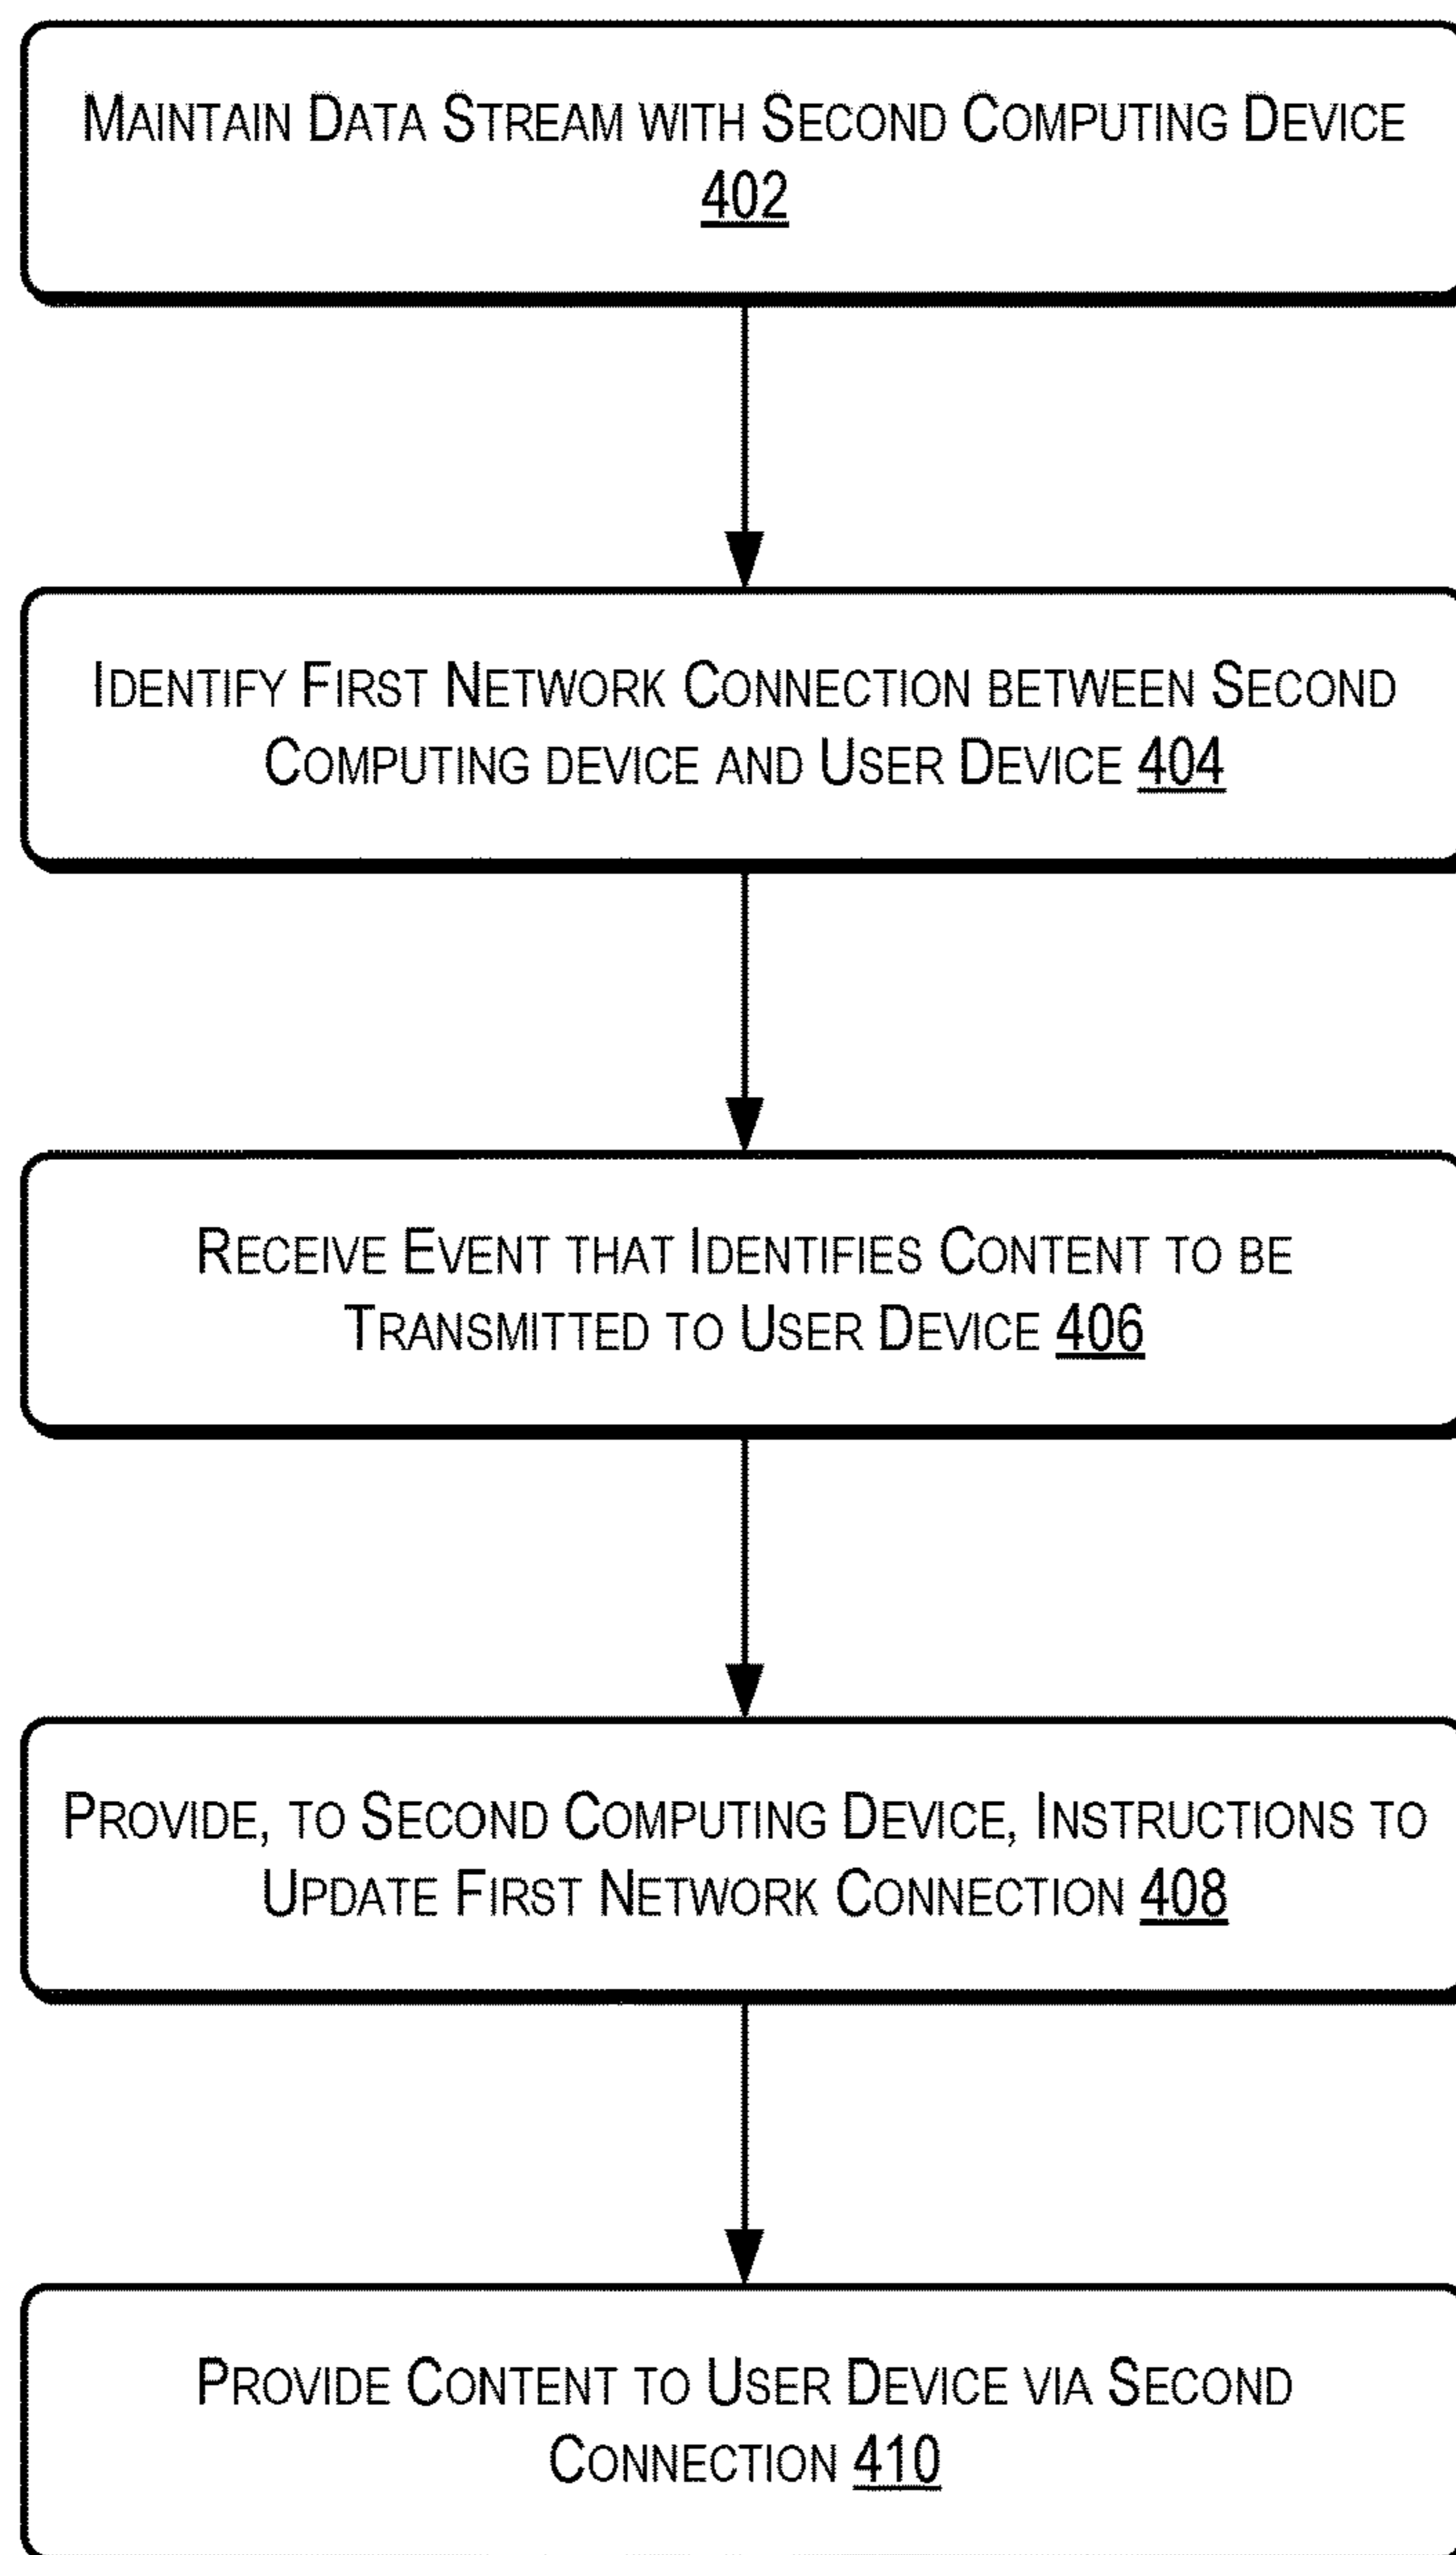 MAINTAIN DATA STREAM WITH SECOND COMPUTING DEVICE
402
IDENTIFY FIRST NETWORK CONNECTION BETWEEN SECOND
COMPUTING DEVICE AND USER DEVICE 404
RECEIVE EVENT THAT IDENTIFIES CONTENT TO BE
TRANSMITTED TO USER DEVICE 406
PROVIDE, TO SECOND COMPUTING DEVICE, INSTRUCTIONS TO
UPDATE FIRST NETWORK CONNECTION 408
PROVIDE CONTENT TO USER DEVICE VIA SECOND
CONNECTION 410